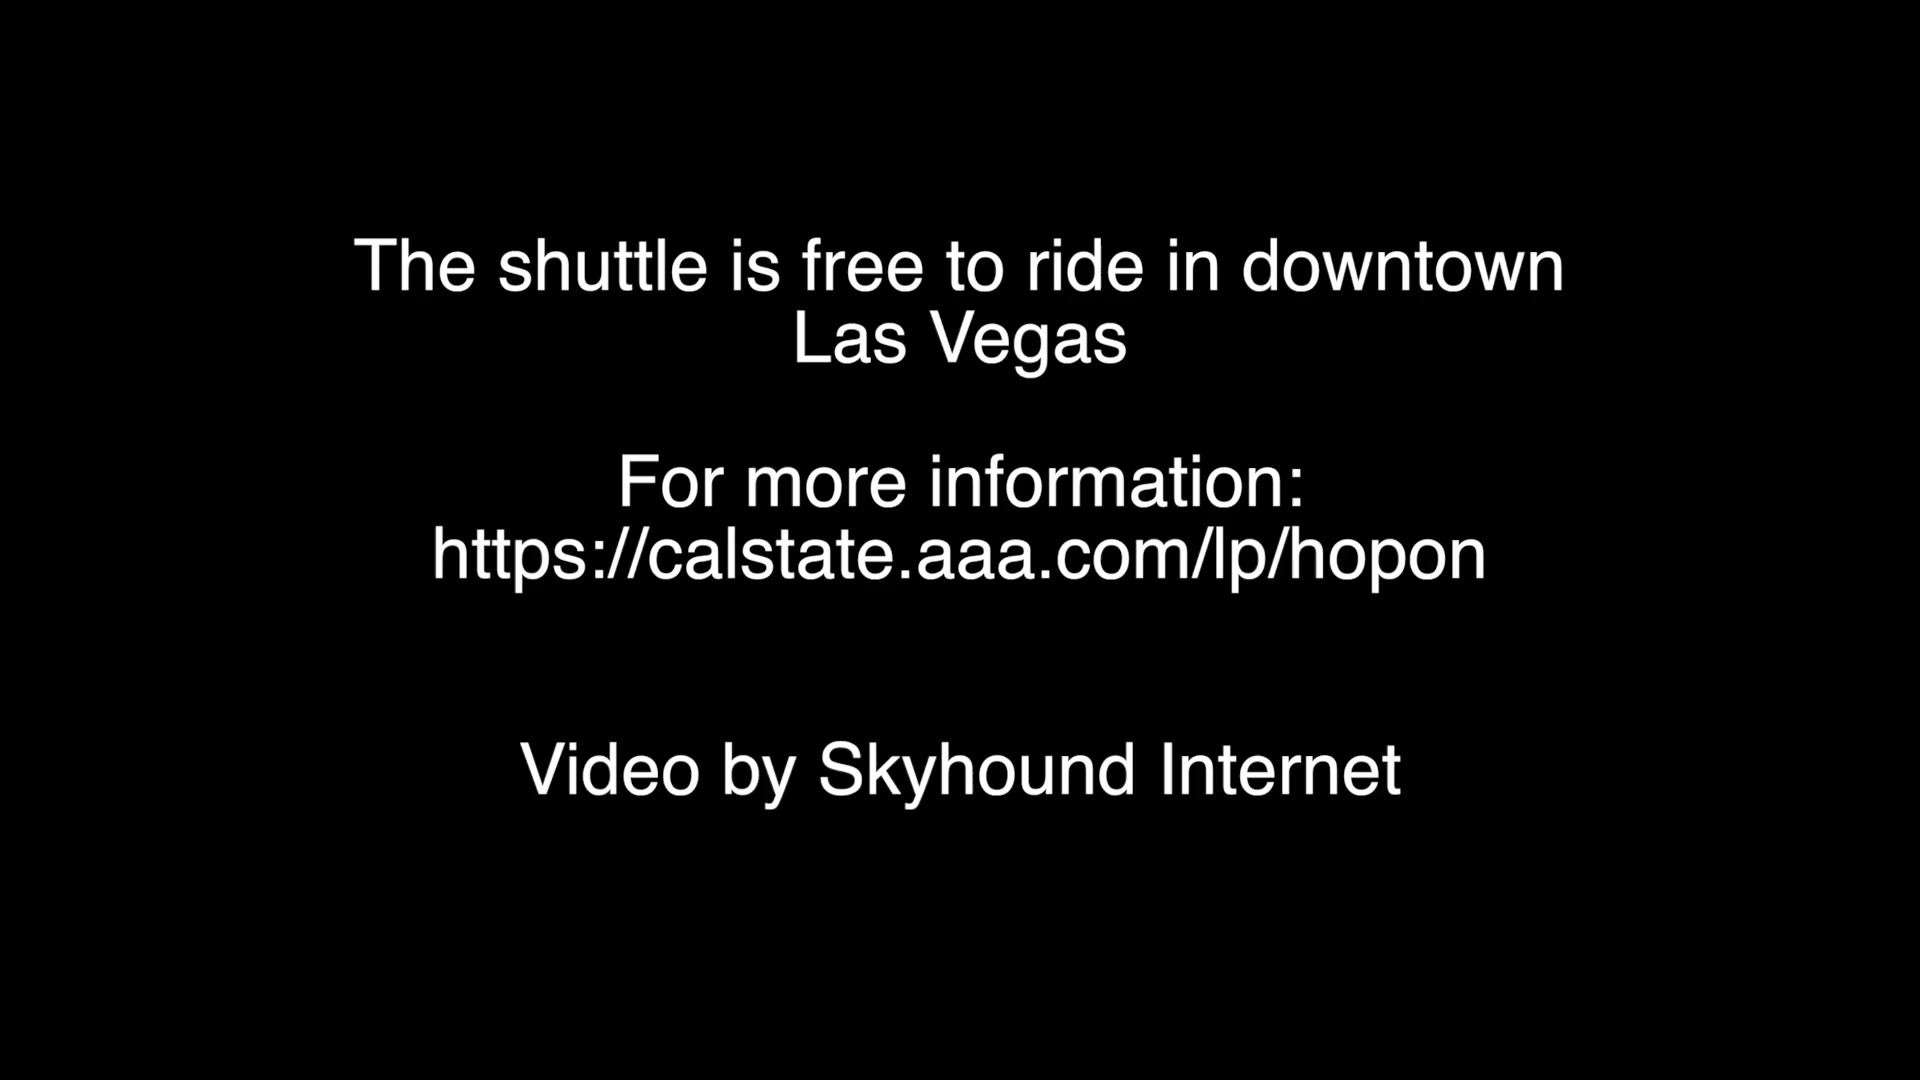 The shuttle is free to ride in downtown
Las Vegas
For more information:
https://calstate.aaa.com/lp/hopon
Video by Skyhound Internet